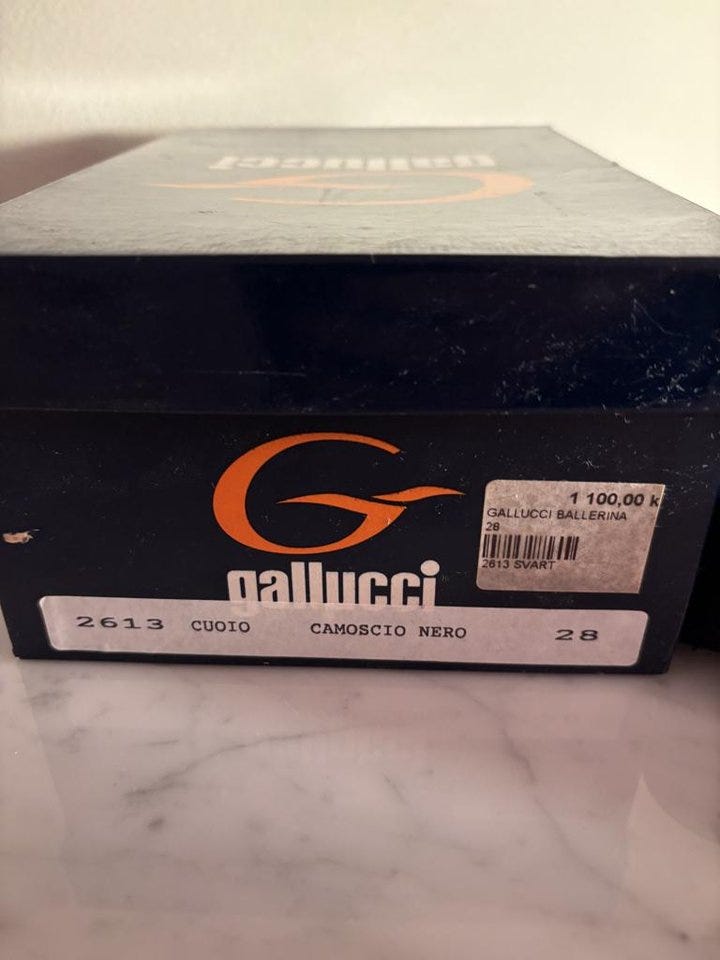 gallucci
gallucci
1 100,00 k
GALLUCCI BALLERINA
28
2613 SVART
2613 CUOIO CAMOSCIO NERO 28